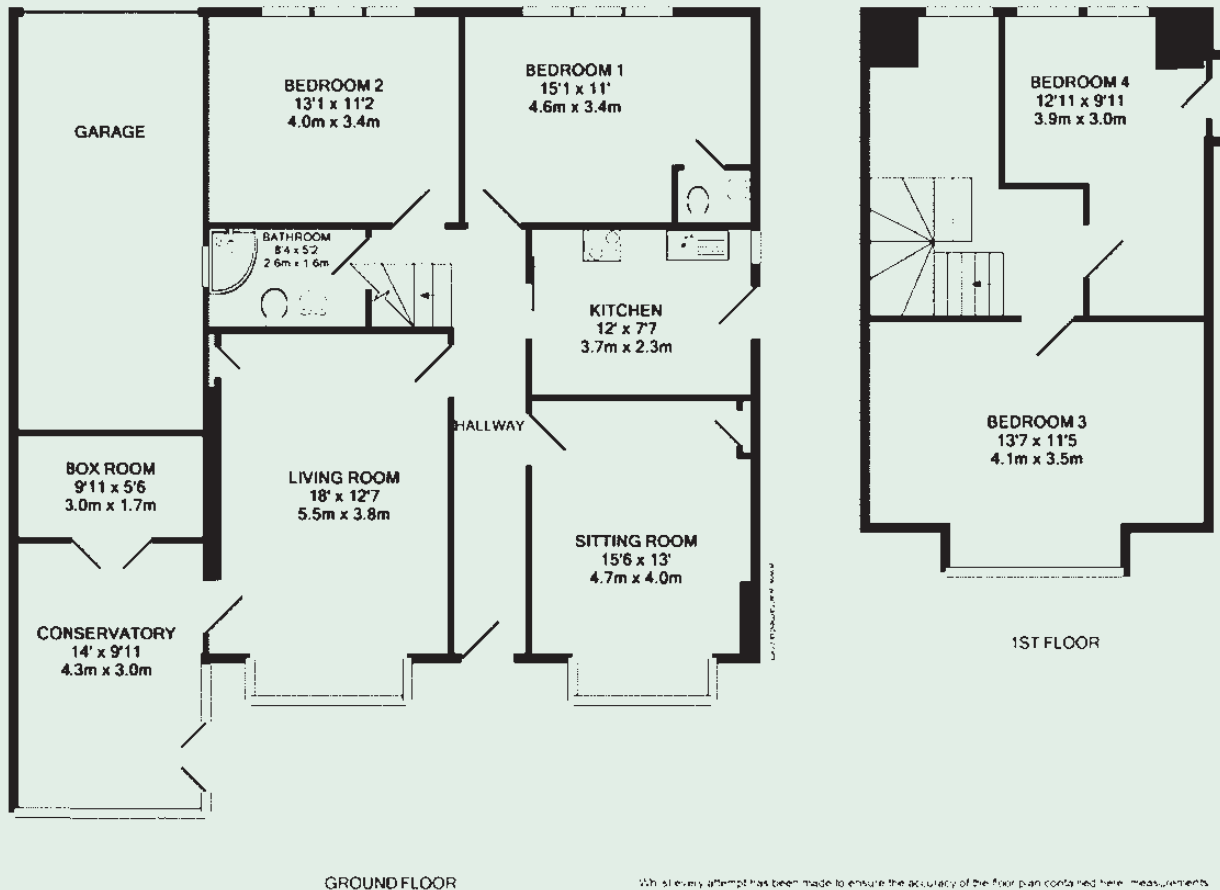 GARAGE
BEDROOM 2
13'1 x 11'2
4.0m x 3.4m
BEDROOM 1
15'1 x 11'
4.6m x 3.4m
BATHROOM
8'4 x 5'2
2.6m x 1.6m
KITCHEN
12' x 7'7
3.7m x 2.3m
HALLWAY
BOX ROOM
9'11 x 5'6
3.0m x 1.7m
LIVING ROOM
18' x 12'7
5.5m x 3.8m
SITTING ROOM
15'6 x 13'
4.7m x 4.0m
CONSERVATORY
14' x 9'11
4.3m x 3.0m
GROUND FLOOR
BEDROOM 4
12'11 x 9'11
3.9m x 3.0m
BEDROOM 3
13'7 x 11'5
4.1m x 3.5m
1ST FLOOR
Whilst every attempt has been made to ensure the accuracy of the floor plan contained here, measurements